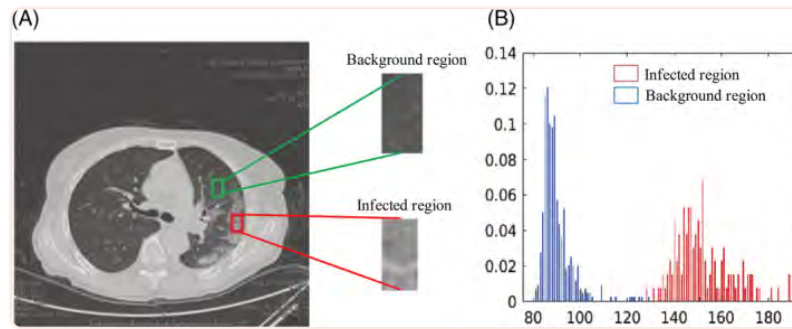 (A)
Background region
Infected region
(B)
0.14
0.12
0.1
0.08
0.06
0.04
0.02
0
Infected region
Background region
80
100
120
140
160
180